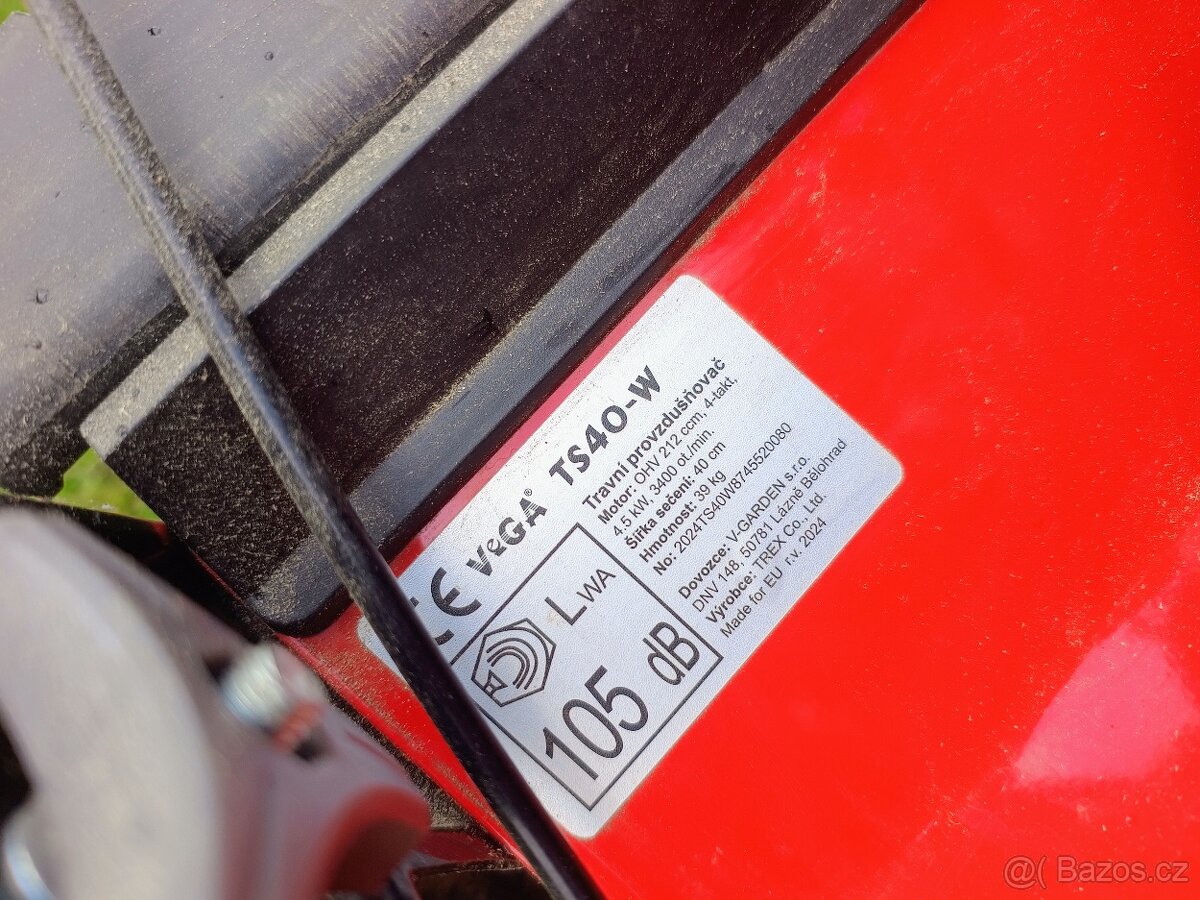 CE VeGA® TS40-W
Travní provzdušňovač
Motor: OHV 212 ccm, 4-takt,
4,5 kW, 3400 ot./min.
Šířka sečení: 40 cm
Hmotnost: 39 kg
No: 2024TS40W8745520080
Dovozce: V-GARDEN s.r.o.
DNV 148, 50781 Lázně Bělohrad
Výrobce: TREX Co., Ltd.
Made for EU r.v. 2024
LWA
105 dB
@( Bazos.cz